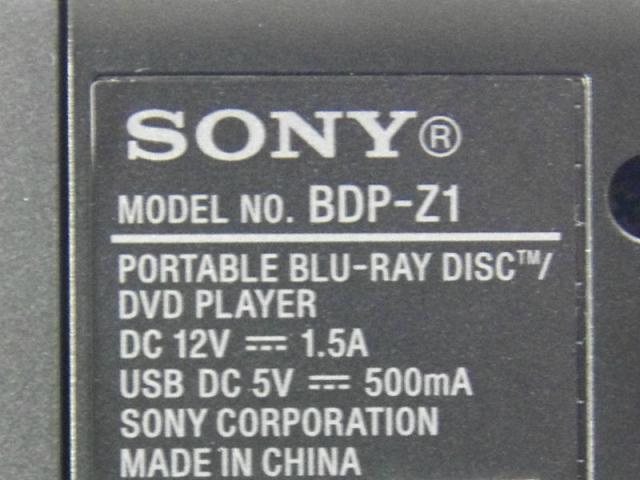 SONY®
MODEL NO. BDP-Z1
PORTABLE BLU-RAY DISC™/
DVD PLAYER
DC 12V ⎓ 1.5A
USB DC 5V ⎓ 500mA
SONY CORPORATION
MADE IN CHINA